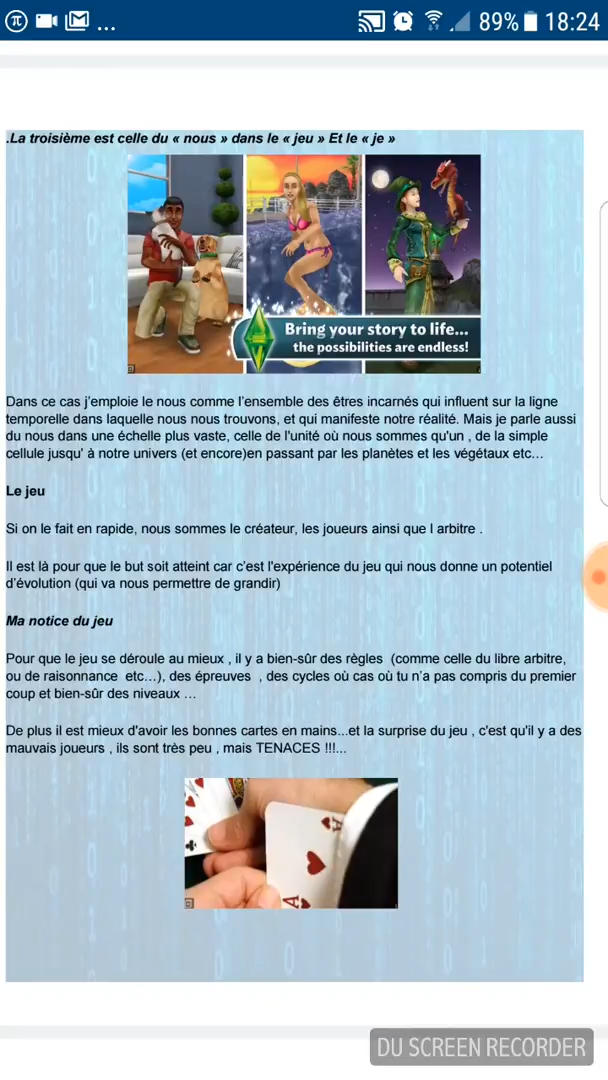 89% 18:24
.La troisième est celle du « nous » dans le « jeu » Et le « je »
Bring your story to life...
the possibilities are endless!
Dans ce cas j'emploie le nous comme l'ensemble des êtres incarnés qui influent sur la ligne
temporelle dans laquelle nous nous trouvons, et qui manifeste notre réalité. Mais je parle aussi
du nous dans une échelle plus vaste, celle de l'unité où nous sommes qu'un , de la simple
cellule jusqu' à notre univers (et encore)en passant par les planètes et les végétaux etc...
Le jeu
Si on le fait en rapide, nous sommes le créateur, les joueurs ainsi que l arbitre .
Il est là pour que le but soit atteint car c'est l'expérience du jeu qui nous donne un potentiel
d'évolution (qui va nous permettre de grandir)
Ma notice du jeu
Pour que le jeu se déroule au mieux , il y a bien-sûr des règles  (comme celle du libre arbitre,
ou de raisonnance  etc...), des épreuves  , des cycles où cas où tu n'a pas compris du premier
coup et bien-sûr des niveaux ...
De plus il est mieux d'avoir les bonnes cartes en mains...et la surprise du jeu , c'est qu'il y a des
mauvais joueurs , ils sont très peu , mais TENACES !!!...
A
A
DU SCREEN RECORDER